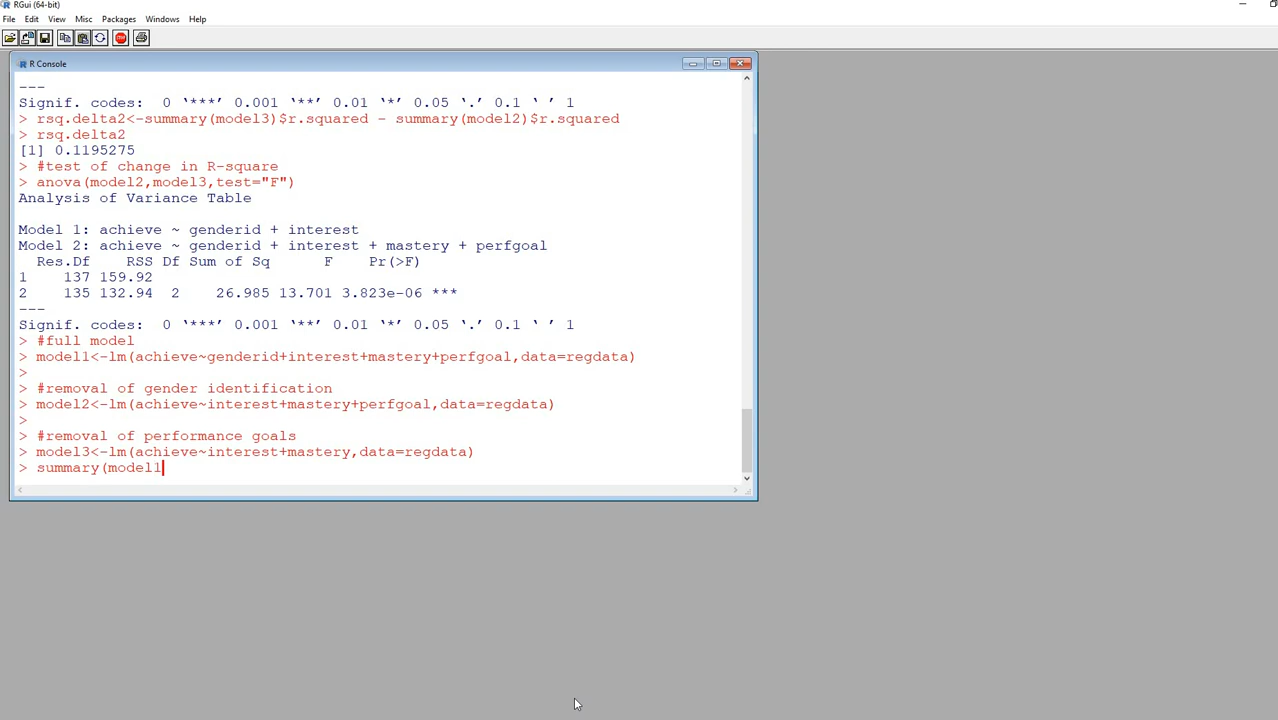 RGui (64-bit)
File Edit View Misc Packages Windows Help
STOP
R Console
---
Signif. codes:  0 ‘***’ 0.001 ‘**’ 0.01 ‘*’ 0.05 ‘.’ 0.1 ‘ ’ 1
> rsq.delta2<-summary(model3)$r.squared - summary(model2)$r.squared
> rsq.delta2
[1] 0.1195275
> #test of change in R-square
> anova(model2,model3,test="F")
Analysis of Variance Table
Model 1: achieve ~ genderid + interest
Model 2: achieve ~ genderid + interest + mastery + perfgoal
  Res.Df    RSS Df Sum of Sq      F    Pr(>F)
1    137 159.92
2    135 132.94  2    26.985 13.701 3.823e-06 ***
---
Signif. codes:  0 ‘***’ 0.001 ‘**’ 0.01 ‘*’ 0.05 ‘.’ 0.1 ‘ ’ 1
> #full model
> model1<-lm(achieve~genderid+interest+mastery+perfgoal,data=regdata)
>
> #removal of gender identification
> model2<-lm(achieve~interest+mastery+perfgoal,data=regdata)
>
> #removal of performance goals
> model3<-lm(achieve~interest+mastery,data=regdata)
> summary(model1